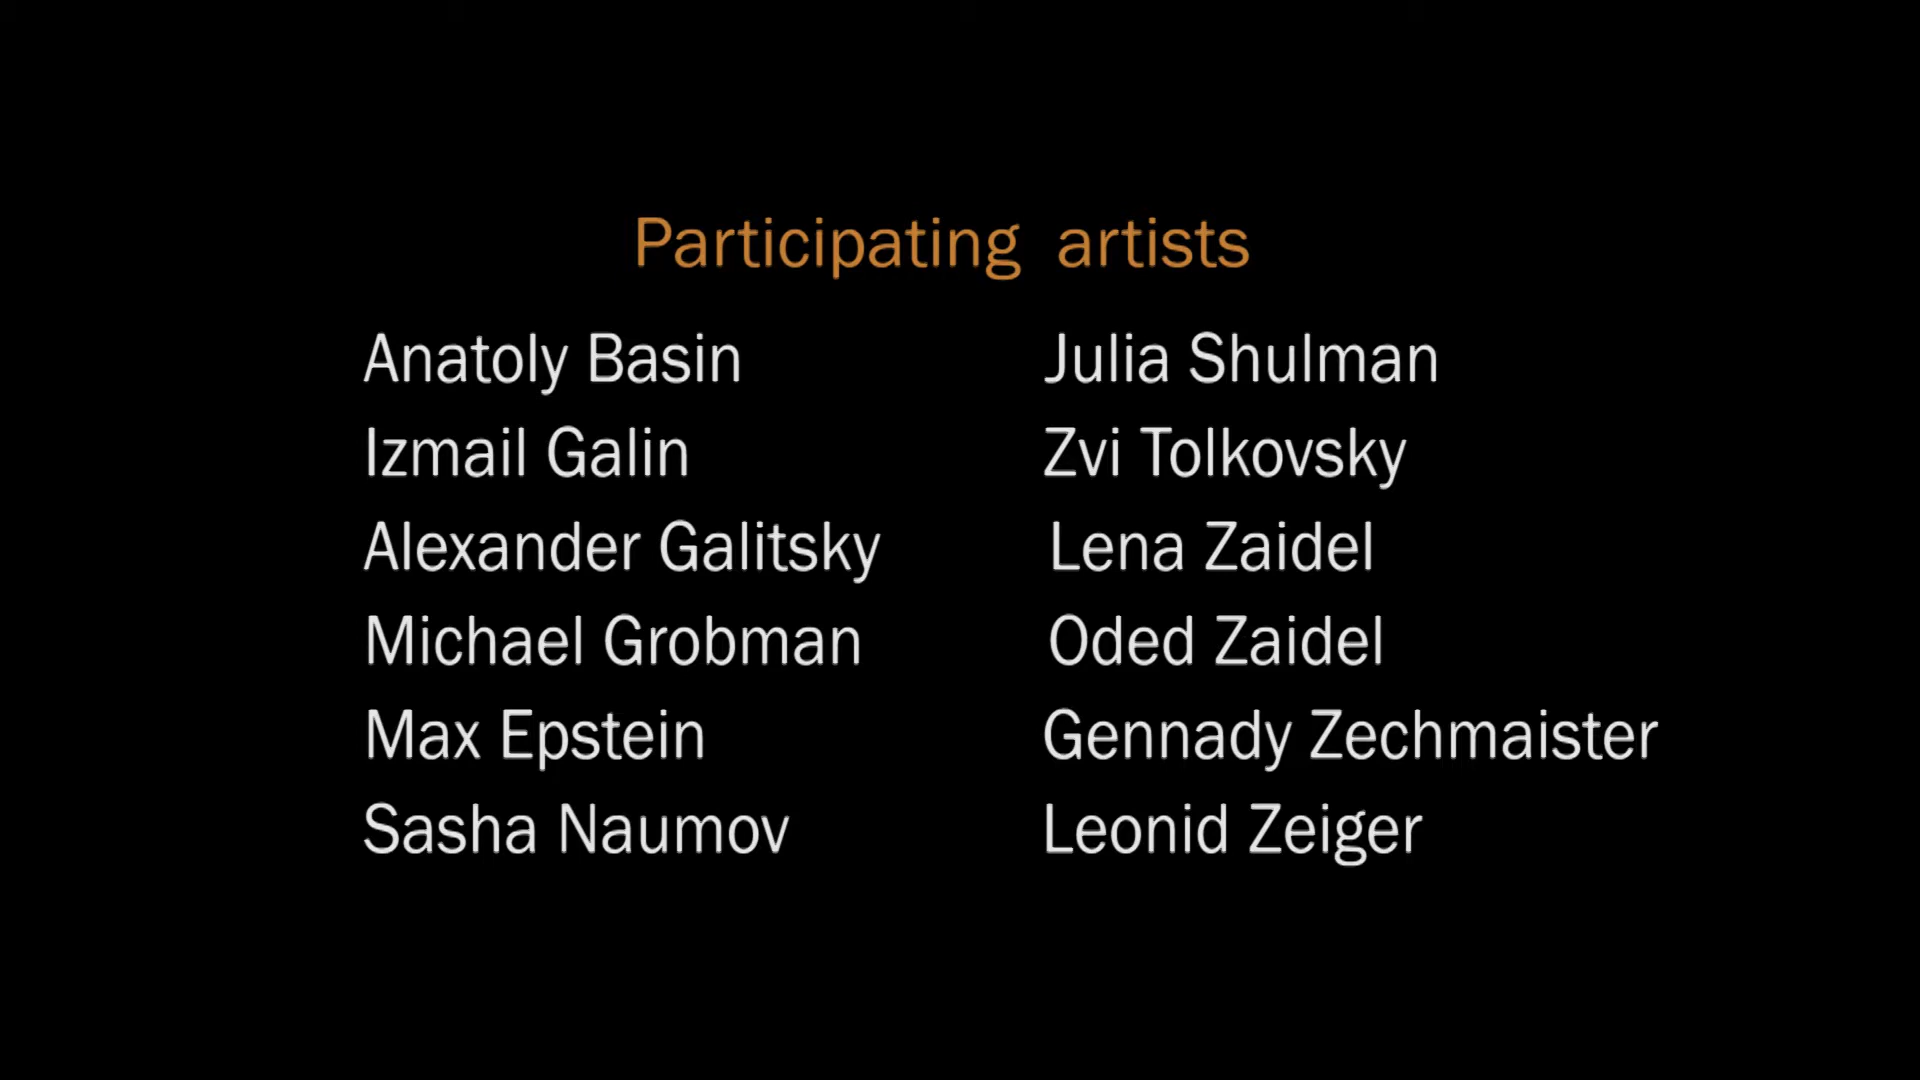 Participating artists
Anatoly Basin
Izmail Galin
Alexander Galitsky
Michael Grobman
Max Epstein
Sasha Naumov
Julia Shulman
Zvi Tolkovsky
Lena Zaidel
Oded Zaidel
Gennady Zechmaister
Leonid Zeiger